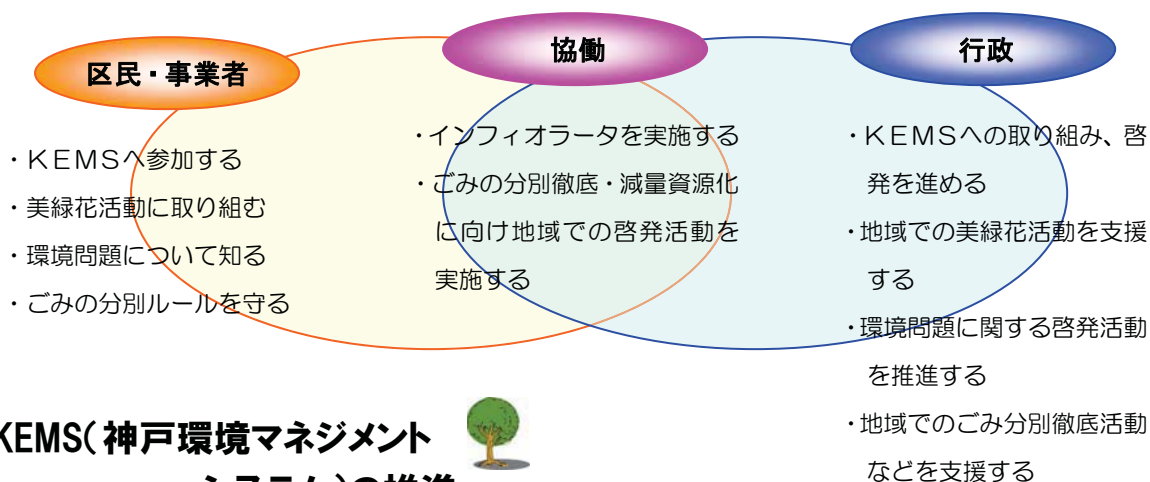 区民・事業者
・ＫＥＭＳへ参加する
・美緑花活動に取り組む
・環境問題について知る
・ごみの分別ルールを守る
協働
・インフィオラータを実施する
・ごみの分別徹底・減量資源化
に向け地域での啓発活動を
実施する
行政
・ＫＥＭＳへの取り組み、啓
発を進める
・地域での美緑花活動を支援
する
・環境問題に関する啓発活動
を推進する
・地域でのごみ分別徹底活動
などを支援する
KEMS(神戸環境マネジメント
システム)の推進